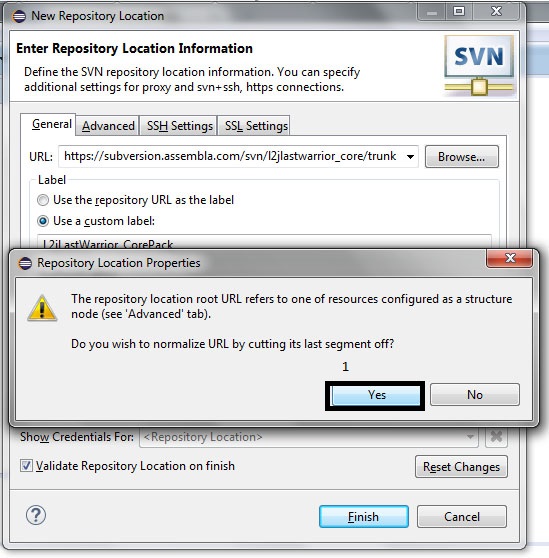 New Repository Location
Enter Repository Location Information
Define the SVN repository location information. You can specify
additional settings for proxy and svn+ssh, https connections.
SVN
General Advanced SSH Settings SSL Settings
URL: https://subversion.assembla.com/svn/l2jlastwarrior_core/trunk Browse...
Label
Use the repository URL as the label
Use a custom label:
L2jLastWarrior_CorePack
Repository Location Properties
The repository location root URL refers to one of resources configured as a structure
node (see 'Advanced' tab).
Do you wish to normalize URL by cutting its last segment off?
1
Yes No
Show Credentials For: <Repository Location>
Validate Repository Location on finish Reset Changes
? Finish Cancel